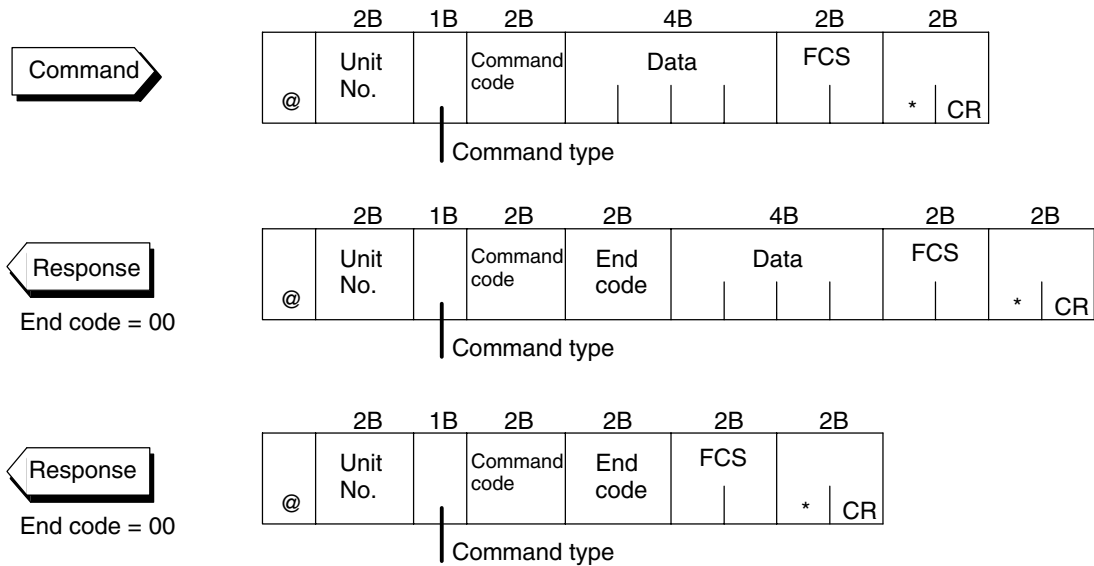 2B 1B 2B 4B 2B 2B
Command
@ Unit No. Command code Data FCS * CR
Command type
2B 1B 2B 2B 4B 2B 2B
Response
@ Unit No. Command code End code Data FCS * CR
End code = 00
Command type
2B 1B 2B 2B 2B 2B
Response
@ Unit No. Command code End code FCS * CR
End code = 00
Command type